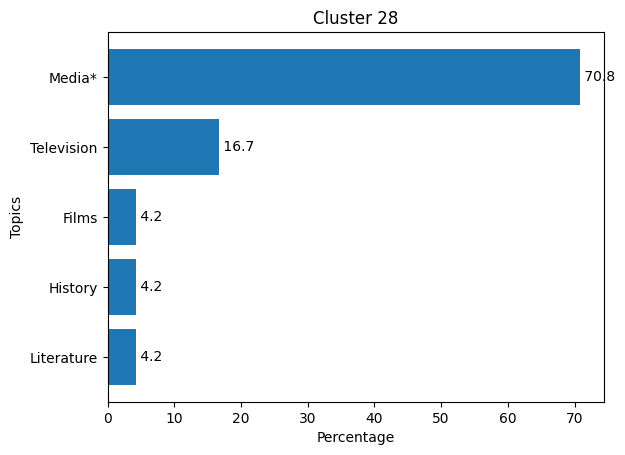 Cluster 28
Media*
70.8
Television
16.7
Films
4.2
History
4.2
Literature
4.2
Topics
0 10 20 30 40 50 60 70
Percentage